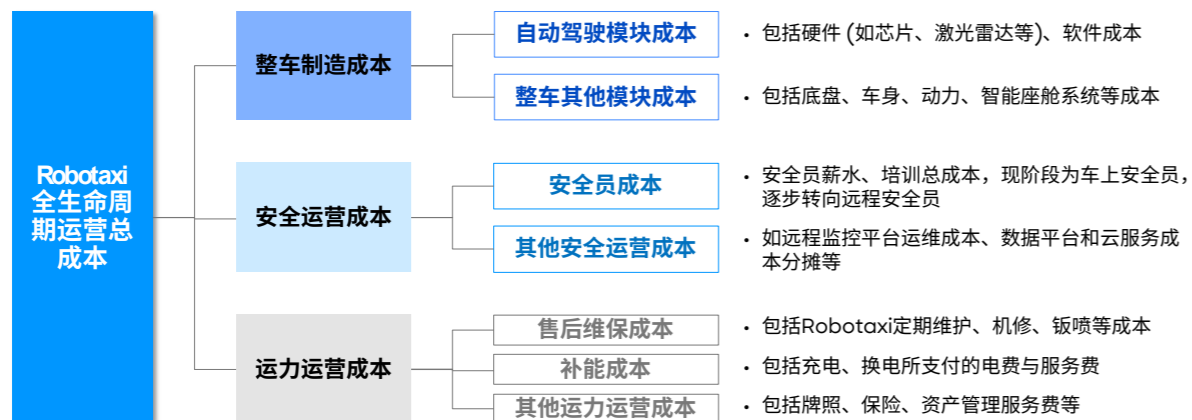 Robotaxi
全生命周
期运营总
成本
整车制造成本
自动驾驶模块成本
• 包括硬件 (如芯片、激光雷达等)、软件成本
整车其他模块成本
• 包括底盘、车身、动力、智能座舱系统等成本
安全运营成本
安全员成本
• 安全员薪水、培训总成本，现阶段为车上安全员，
逐步转向远程安全员
其他安全运营成本
• 如远程监控平台运维成本、数据平台和云服务成
本分摊等
运力运营成本
售后维保成本
• 包括Robotaxi定期维护、机修、钣喷等成本
补能成本
• 包括充电、换电所支付的电费与服务费
其他运力运营成本
• 包括牌照、保险、资产管理服务费等